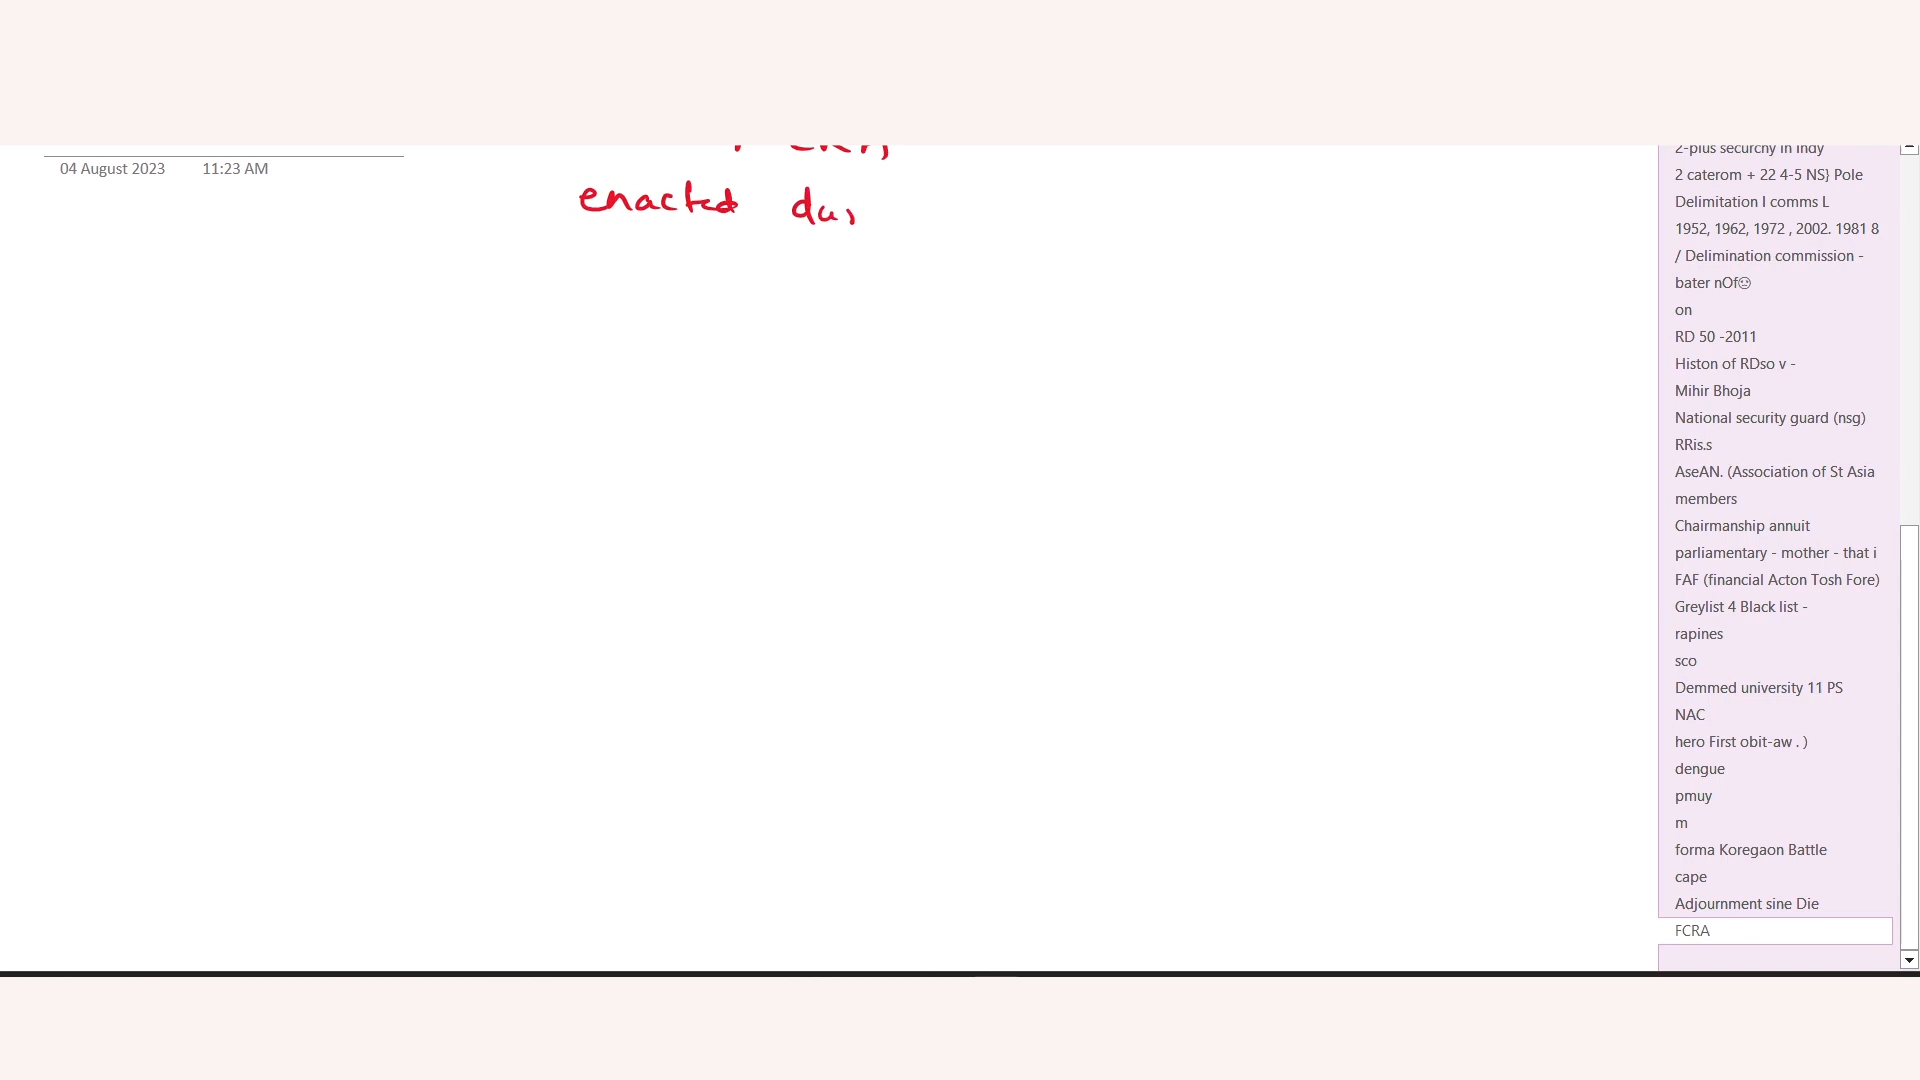 04 August 2023 11:23 AM
enacted
2-plus securchy in Indy
2 caterom + 22 4-5 NS} Pole
Delimitation I comms L
1952, 1962, 1972 , 2002. 1981 8
/ Delimination commission -
bater nOf☹
on
RD 50 -2011
Histon of RDso v -
Mihir Bhoja
National security guard (nsg)
RRis.s
AseAN. (Association of St Asia
members
Chairmanship annuit
parliamentary - mother - that i
FAF (financial Acton Tosh Fore)
Greylist 4 Black list -
rapines
sco
Demmed university 11 PS
NAC
hero First obit-aw . )
dengue
pmuy
m
forma Koregaon Battle
cape
Adjournment sine Die
FCRA